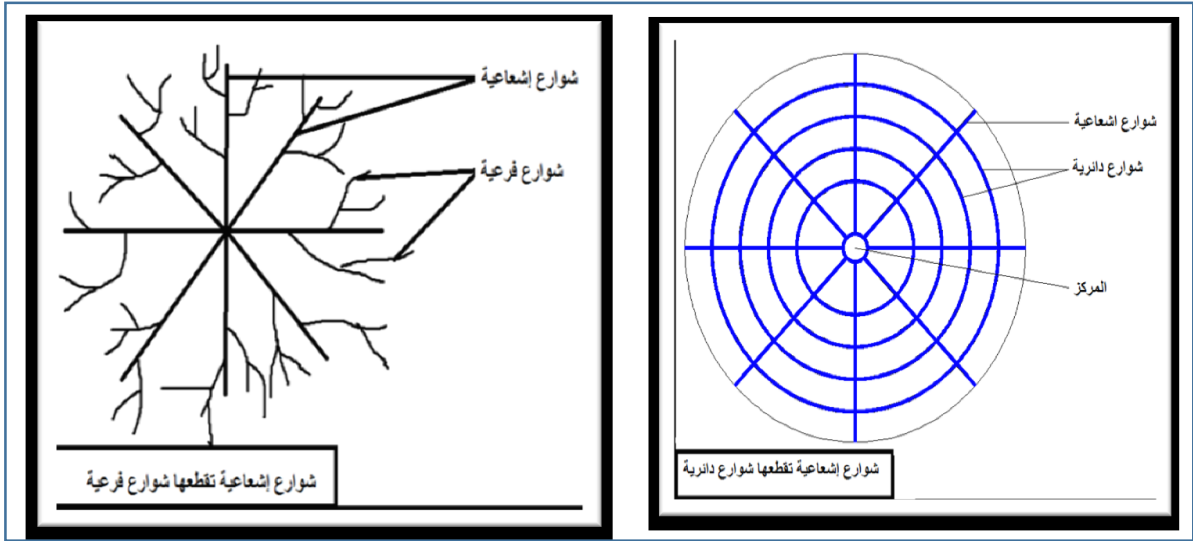 شوارع إشعاعية
شوارع فرعية
شوارع إشعاعية تقطعها شوارع فرعية
شوارع اشعاعية
شوارع دائرية
المركز
شوارع إشعاعية تقطعها شوارع دائرية